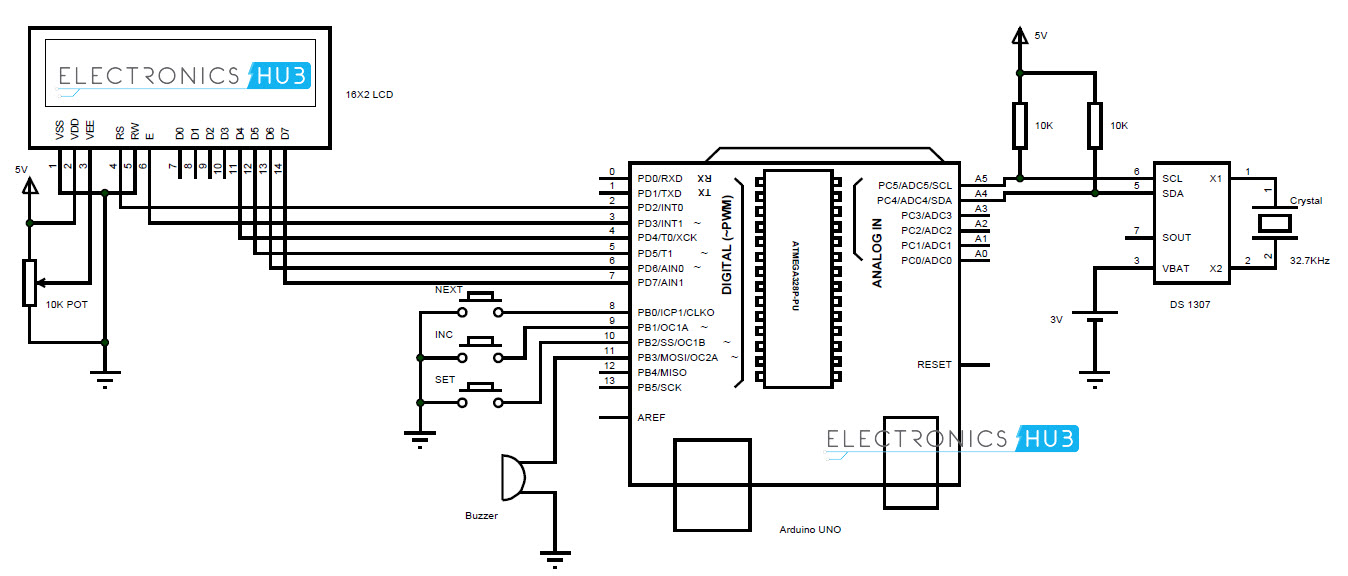 ELECTRONICS HUB
16X2 LCD
VSS VDD VEE RS RW E D0 D1 D2 D3 D4 D5 D6 D7
1 2 3 4 5 6 7 8 9 10 11 12 13 14
5V
10K POT
NEXT
INC
SET
Buzzer
0 PD0/RXD RX
1 PD1/TXD TX
2 PD2/INT0
3 PD3/INT1 ~
4 PD4/T0/XCK
5 PD5/T1 ~
6 PD6/AIN0 ~
7 PD7/AIN1
8 PB0/ICP1/CLKO
9 PB1/OC1A ~
10 PB2/SS/OC1B ~
11 PB3/MOSI/OC2A ~
12 PB4/MISO
13 PB5/SCK
AREF
DIGITAL (~PWM)
ATMEGA328P-PU
ANALOG IN
PC5/ADC5/SCL A5
PC4/ADC4/SDA A4
PC3/ADC3 A3
PC2/ADC2 A2
PC1/ADC1 A1
PC0/ADC0 A0
RESET
ELECTRONICS HUB
Arduino UNO
5V
10K
10K
6 SCL X1 1
5 SDA
7 SOUT
3 VBAT X2 2
DS 1307
1
Crystal
2
32.7KHz
3V